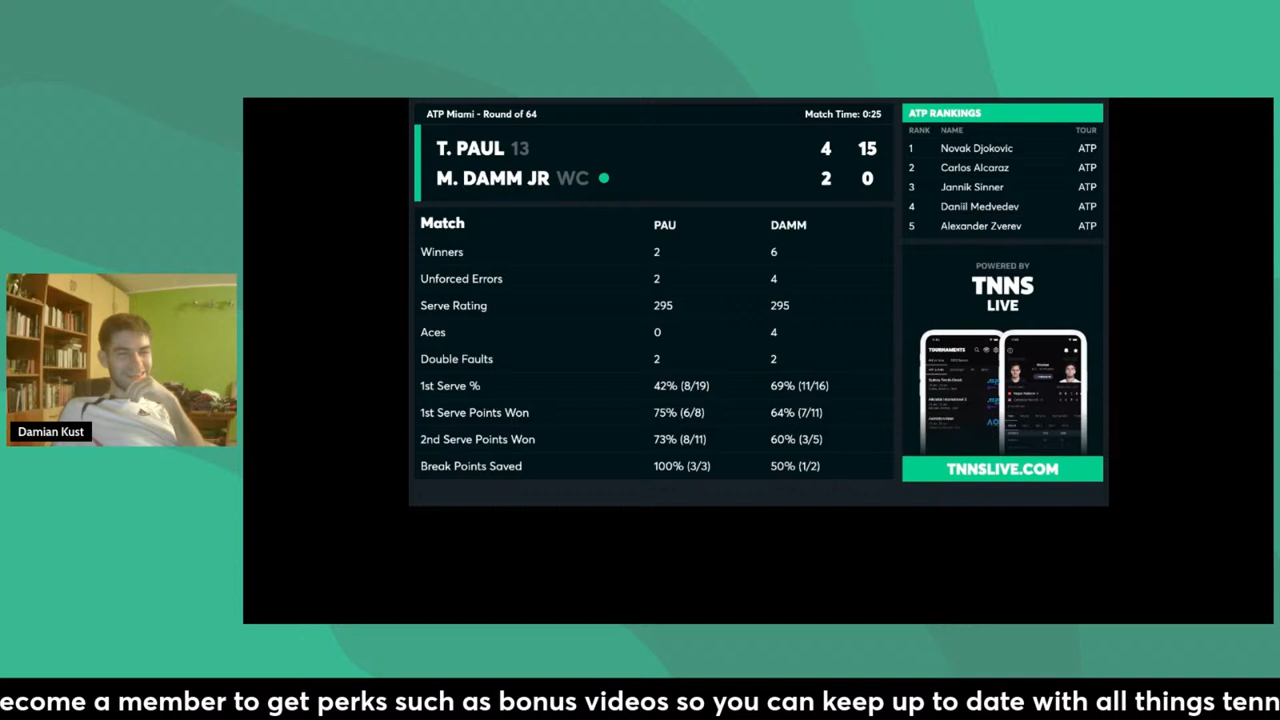 ATP Miami - Round of 64 Match Time: 0:25
T. PAUL 13 4 15
M. DAMM JR WC 2 0
Match PAU DAMM
Winners 2 6
Unforced Errors 2 4
Serve Rating 295 295
Aces 0 4
Double Faults 2 2
1st Serve % 42% (8/19) 69% (11/16)
1st Serve Points Won 75% (6/8) 64% (7/11)
2nd Serve Points Won 73% (8/11) 60% (3/5)
Break Points Saved 100% (3/3) 50% (1/2)
ATP RANKINGS
RANK NAME TOUR
1 Novak Djokovic ATP
2 Carlos Alcaraz ATP
3 Jannik Sinner ATP
4 Daniil Medvedev ATP
5 Alexander Zverev ATP
POWERED BY
TNNS
LIVE
TOURNAMENTS
TNNSLIVE.COM
Damian Kust
ecome a member to get perks such as bonus videos so you can keep up to date with all things tenn